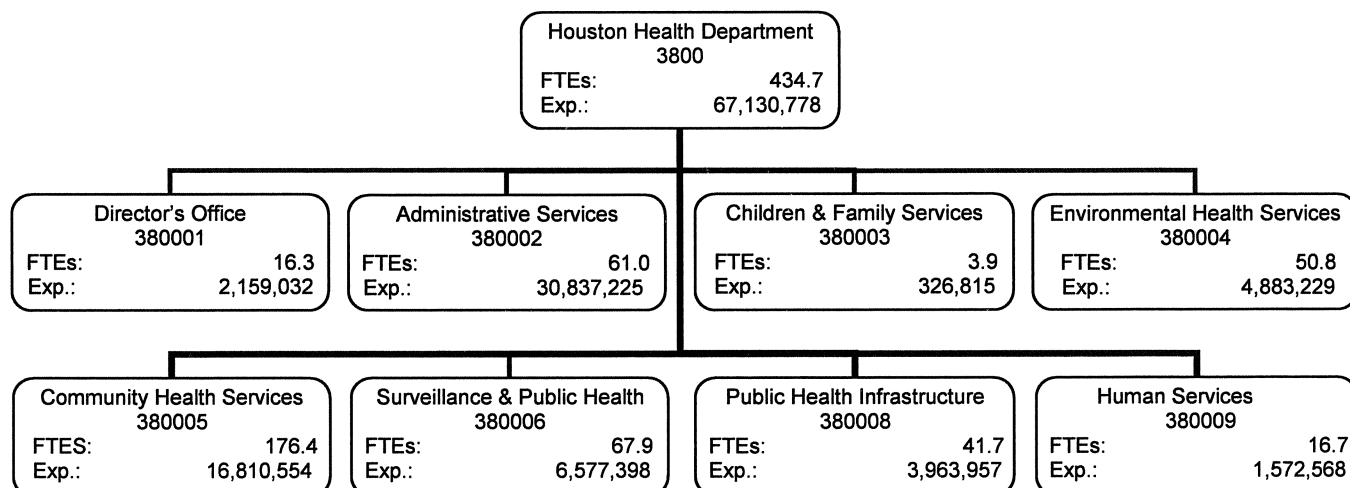 Houston Health Department
3800
FTEs: 434.7
Exp.: 67,130,778
Director's Office
380001
FTEs: 16.3
Exp.: 2,159,032
Administrative Services
380002
FTEs: 61.0
Exp.: 30,837,225
Children & Family Services
380003
FTEs: 3.9
Exp.: 326,815
Environmental Health Services
380004
FTEs: 50.8
Exp.: 4,883,229
Community Health Services
380005
FTES: 176.4
Exp.: 16,810,554
Surveillance & Public Health
380006
FTEs: 67.9
Exp.: 6,577,398
Public Health Infrastructure
380008
FTEs: 41.7
Exp.: 3,963,957
Human Services
380009
FTEs: 16.7
Exp.: 1,572,568